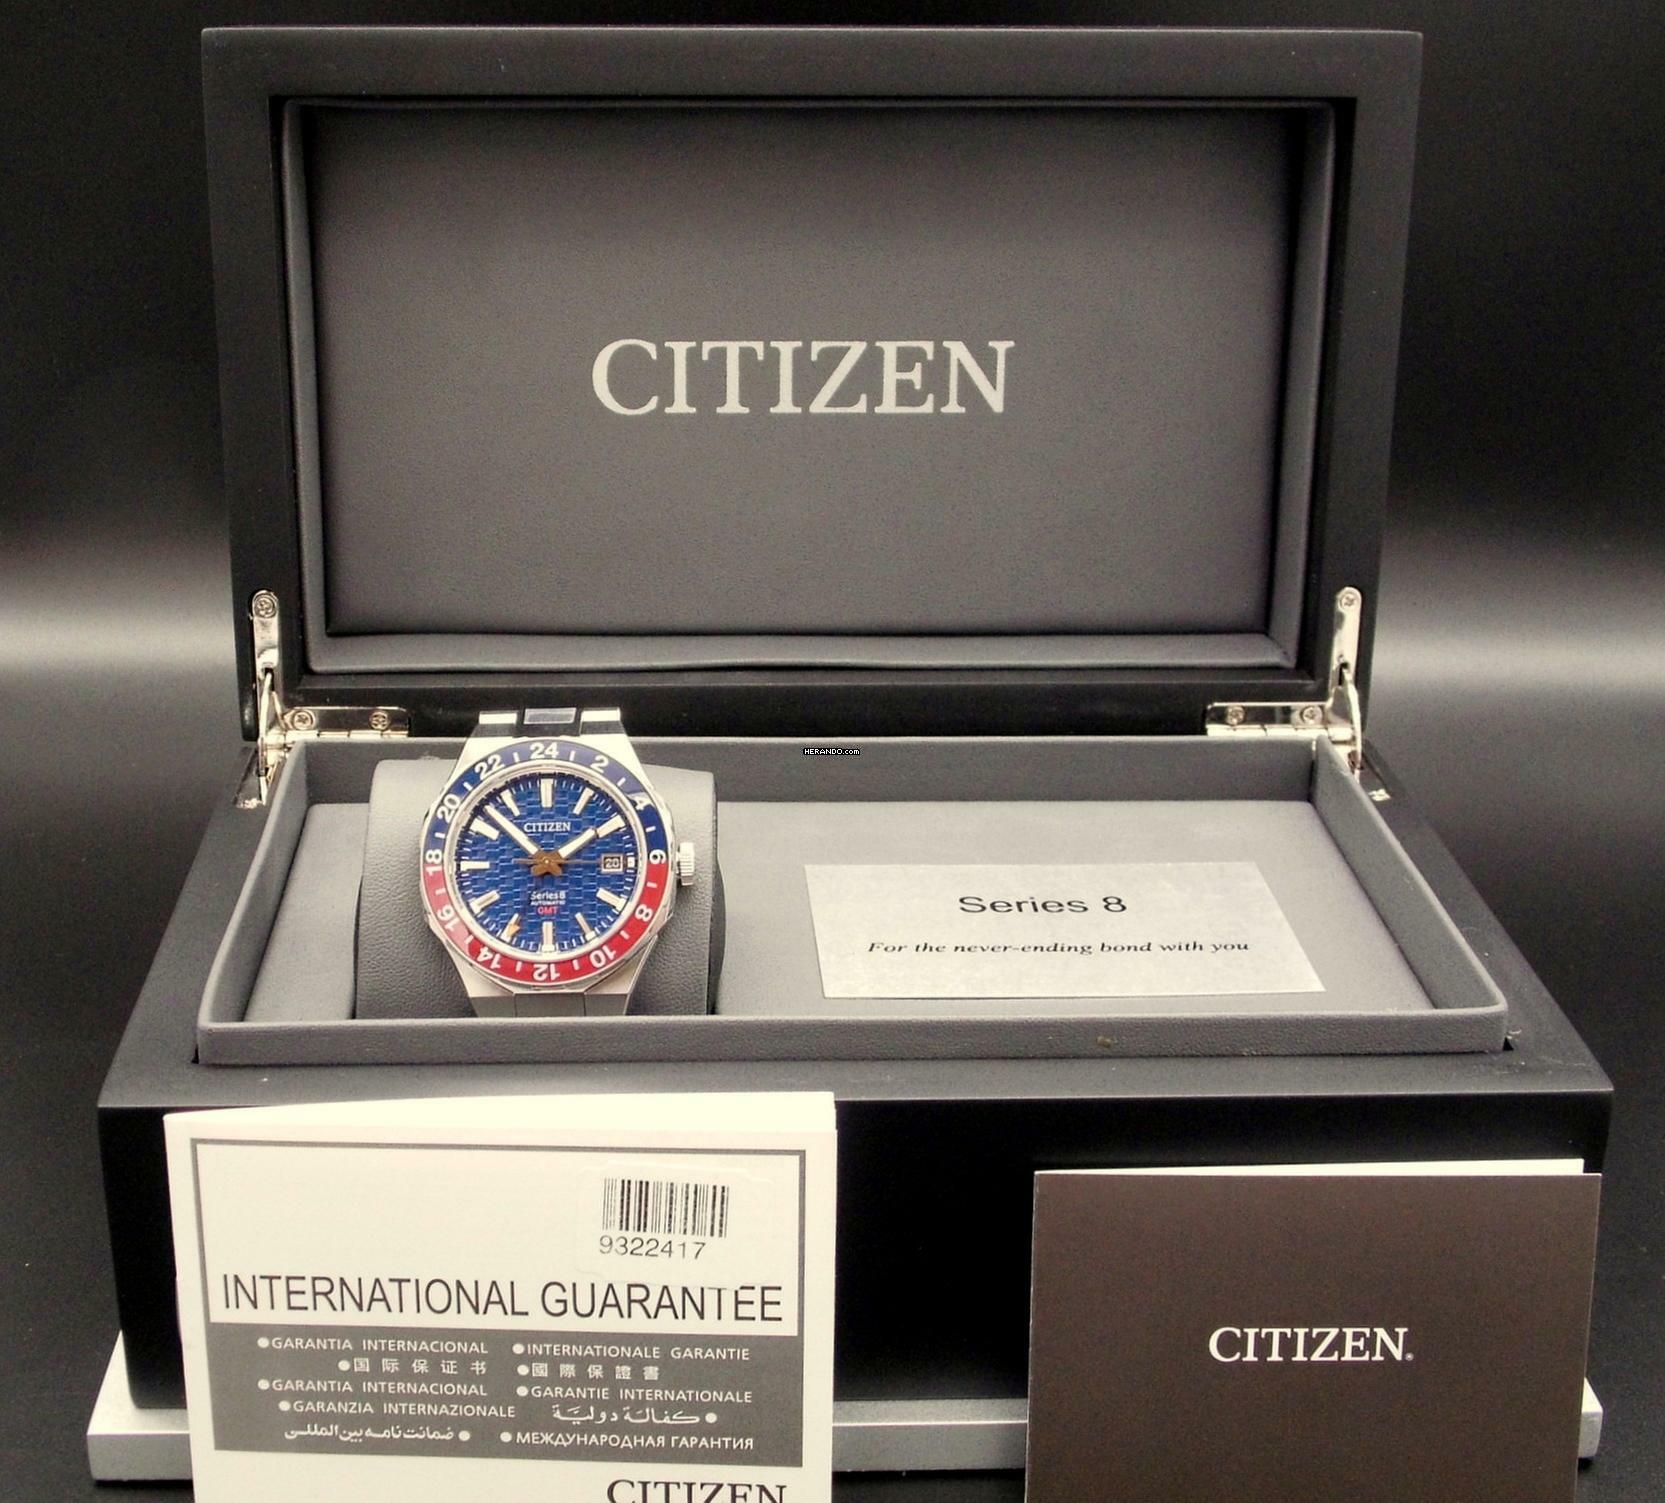 CITIZEN
HERANDO.com
24
22
2
20
4
18
6
16
8
14
10
12
CITIZEN
20
Series 8
AUTOMATIC
GMT
Series 8
For the never-ending bond with you
9322417
INTERNATIONAL GUARANTEE
●GARANTIA INTERNACIONAL ●INTERNATIONALE GARANTIE
●国际保证书 ●國際保證書
●GARANTIA INTERNACIONAL ●GARANTIE INTERNATIONALE
●GARANZIA INTERNAZIONALE كفالة دولية●
ضمانت‌نامه بین‌المللی● ●МЕЖДУНАРОДНАЯ ГАРАНТИЯ
CITIZEN
CITIZEN®